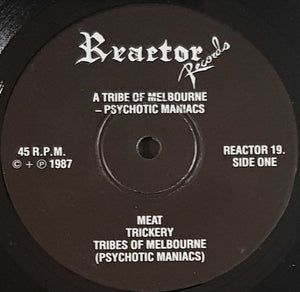 Reactor
Records
A TRIBE OF MELBOURNE
– PSYCHOTIC MANIACS
45 R.P.M.
© + ℗ 1987
REACTOR 19.
SIDE ONE
MEAT
TRICKERY
TRIBES OF MELBOURNE
(PSYCHOTIC MANIACS)